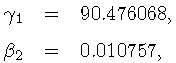 γ₁ = 90.476068,
β₂ = 0.010757,